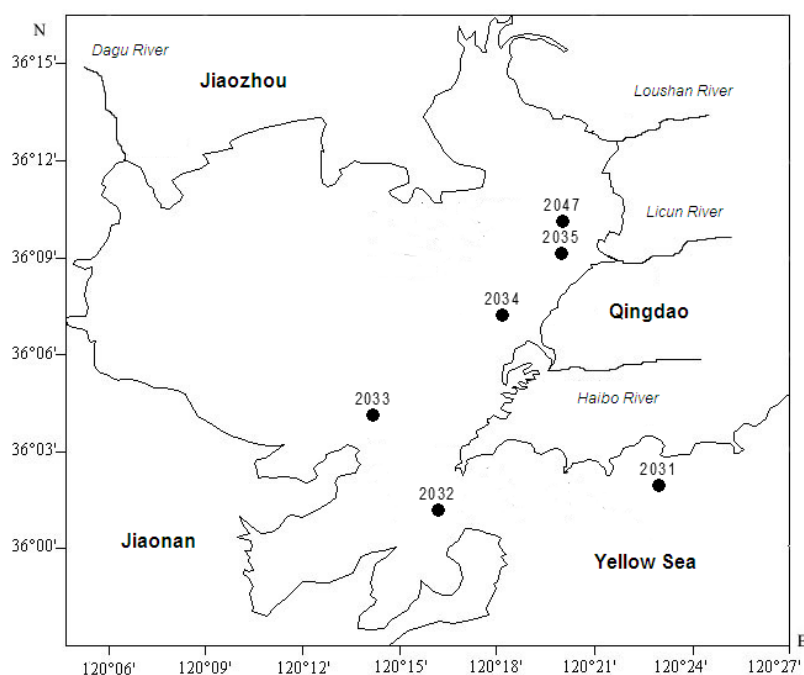 N
Dagu River
36°15'
Jiaozhou
Loushan River
36°12'
2047
Licun River
2035
36°09'
2034
Qingdao
36°06'
2033
Haibo River
36°03'
2031
2032
36°00'
Jiaonan
Yellow Sea
E
120°06' 120°09' 120°12' 120°15' 120°18' 120°21' 120°24' 120°27'